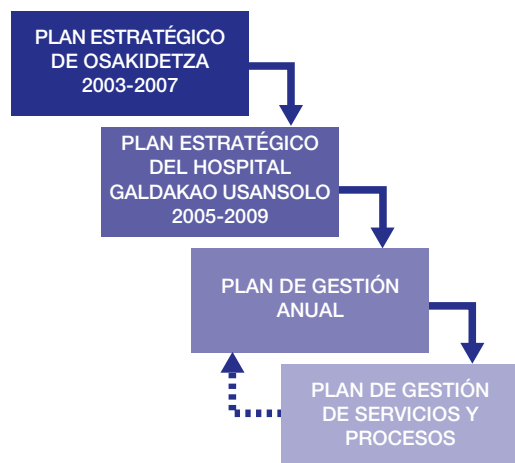 PLAN ESTRATÉGICO
DE OSAKIDETZA
2003-2007
PLAN ESTRATÉGICO
DEL HOSPITAL
GALDAKAO USANSOLO
2005-2009
PLAN DE GESTIÓN
ANUAL
PLAN DE GESTIÓN
DE SERVICIOS Y
PROCESOS